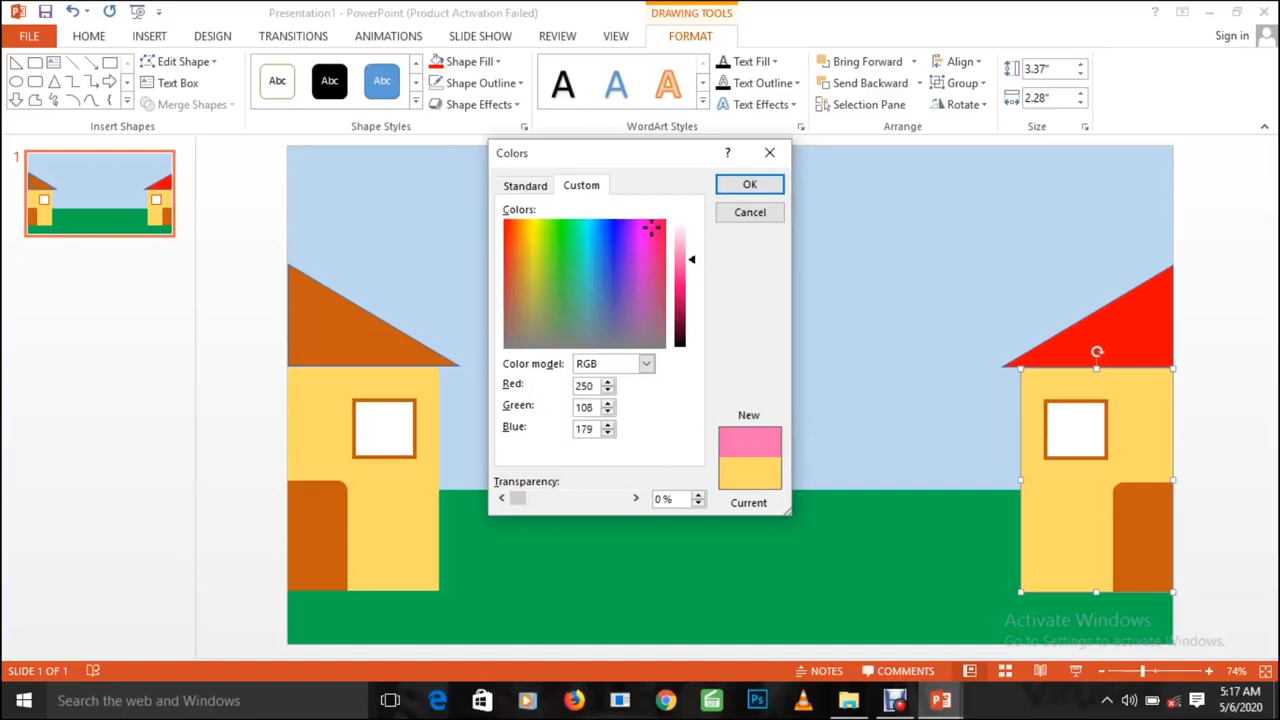 Presentation1 - PowerPoint (Product Activation Failed)
DRAWING TOOLS
?
FILE HOME INSERT DESIGN TRANSITIONS ANIMATIONS SLIDE SHOW REVIEW VIEW FORMAT Sign in
Edit Shape
Text Box
Merge Shapes
Insert Shapes
Abc Abc Abc
Shape Fill
Shape Outline
Shape Effects
Shape Styles
A A A
Text Fill
Text Outline
Text Effects
WordArt Styles
Bring Forward
Send Backward
Selection Pane
Align
Group
Rotate
Arrange
3.37"
2.28"
Size
1
Colors ?
Standard Custom
OK
Cancel
Colors:
Color model: RGB
Red: 250
Green: 108
Blue: 179
New
Current
Transparency:
0 %
Activate Windows
Go to Settings to activate Windows.
SLIDE 1 OF 1
NOTES COMMENTS 74%
Search the web and Windows
Ps
5:17 AM
5/6/2020